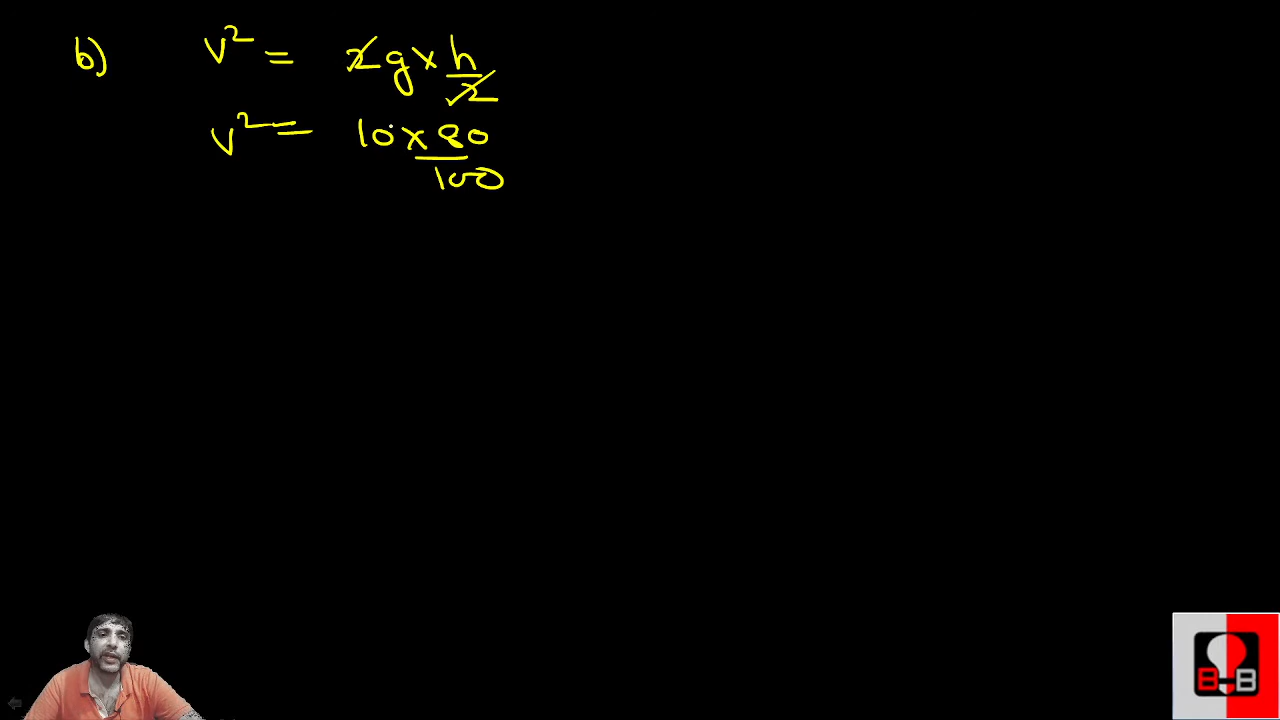 b) v² = 2g x h/2
v² = 10 x 80/100
B B